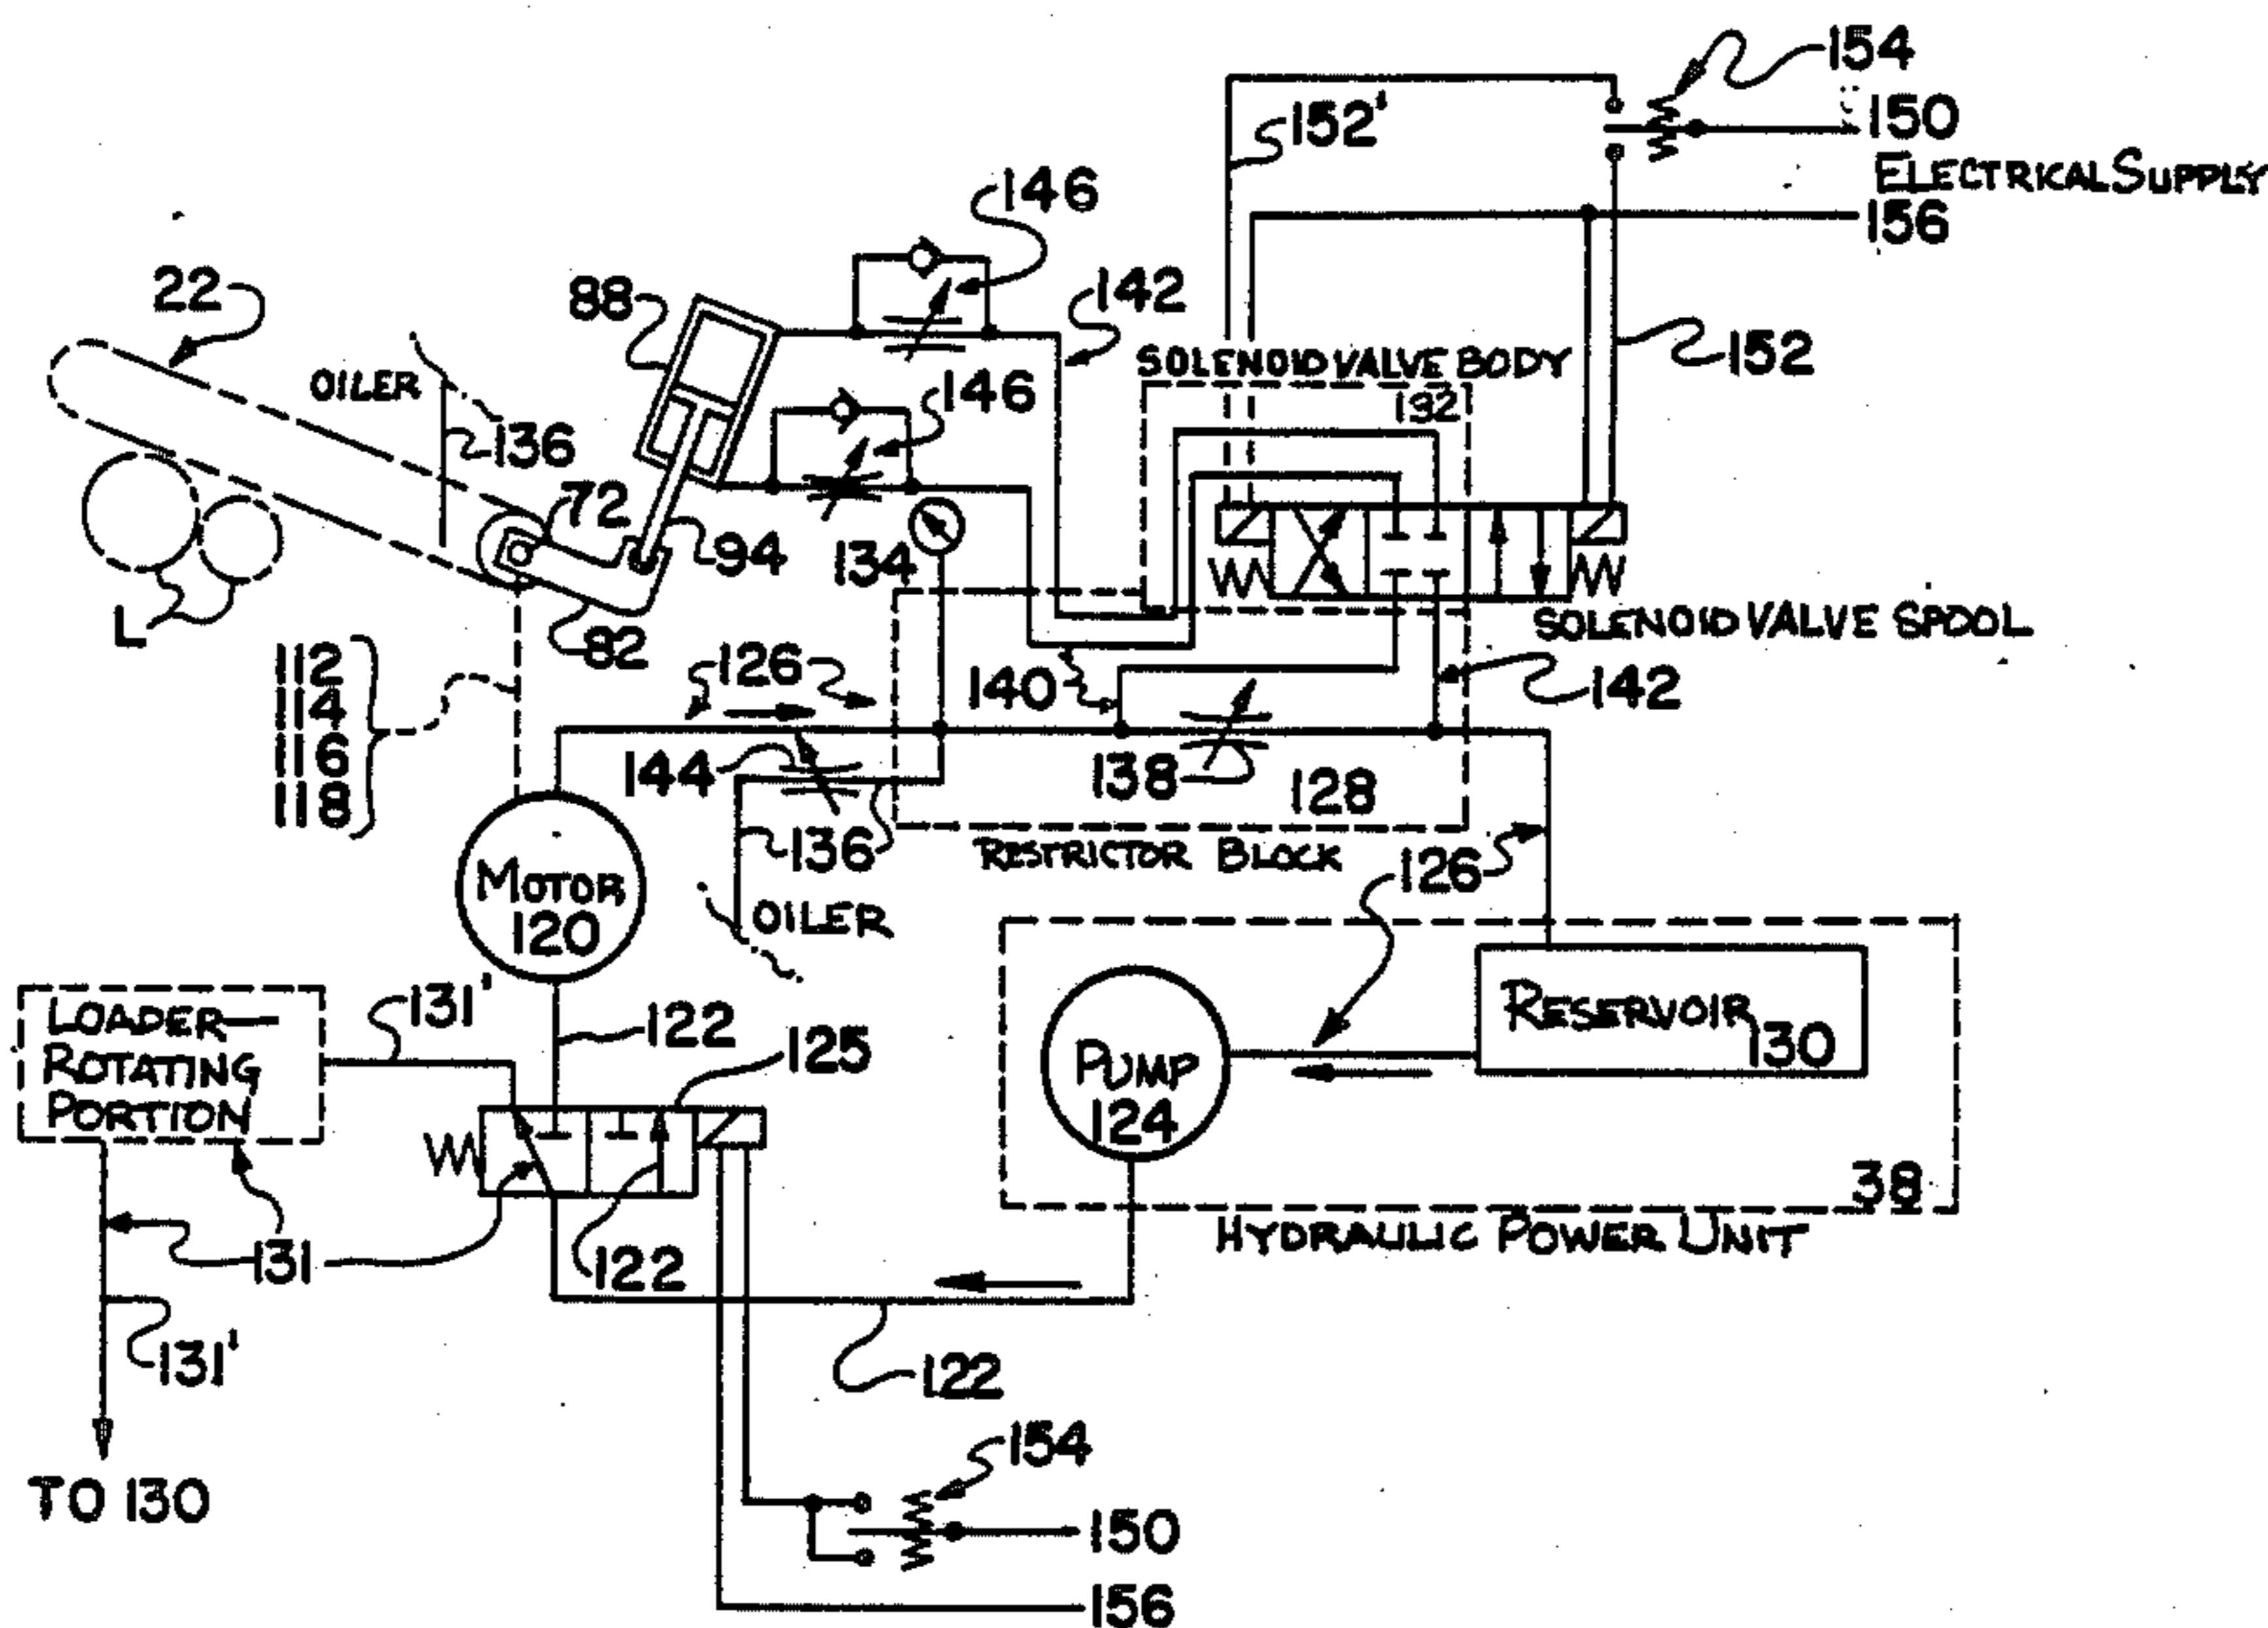 154
152'
150
ELECTRICAL SUPPLY
156
146
22
88
142
152
SOLENOID VALVE BODY
132
OILER
146
136
72
94
134
L
82
SOLENOID VALVE SPOOL
112
114
116
118
126
140
142
144
138
128
136
RESTRICTOR BLOCK
126
MOTOR
120
OILER
LOADER—
ROTATING
PORTION
131'
122
125
PUMP
124
RESERVOIR
130
38
HYDRAULIC POWER UNIT
131
122
131'
122
154
TO 130
150
156